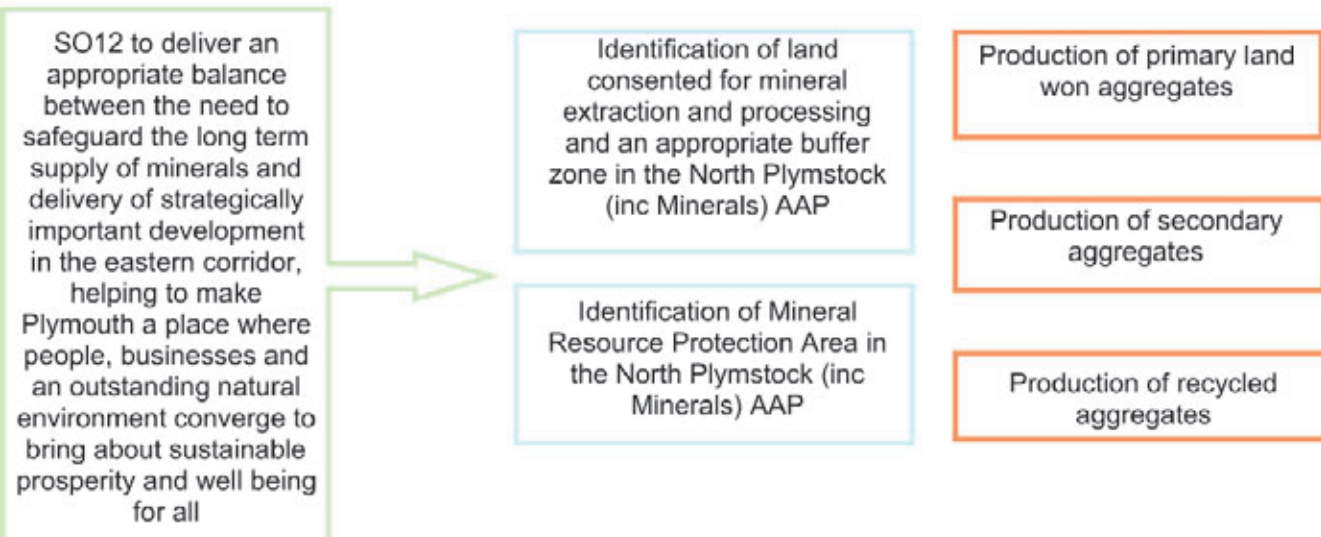 SO12 to deliver an
appropriate balance
between the need to
safeguard the long term
supply of minerals and
delivery of strategically
important development
in the eastern corridor,
helping to make
Plymouth a place where
people, businesses and
an outstanding natural
environment converge to
bring about sustainable
prosperity and well being
for all
Identification of land
consented for mineral
extraction and processing
and an appropriate buffer
zone in the North Plymstock
(inc Minerals) AAP
Identification of Mineral
Resource Protection Area in
the North Plymstock (inc
Minerals) AAP
Production of primary land
won aggregates
Production of secondary
aggregates
Production of recycled
aggregates